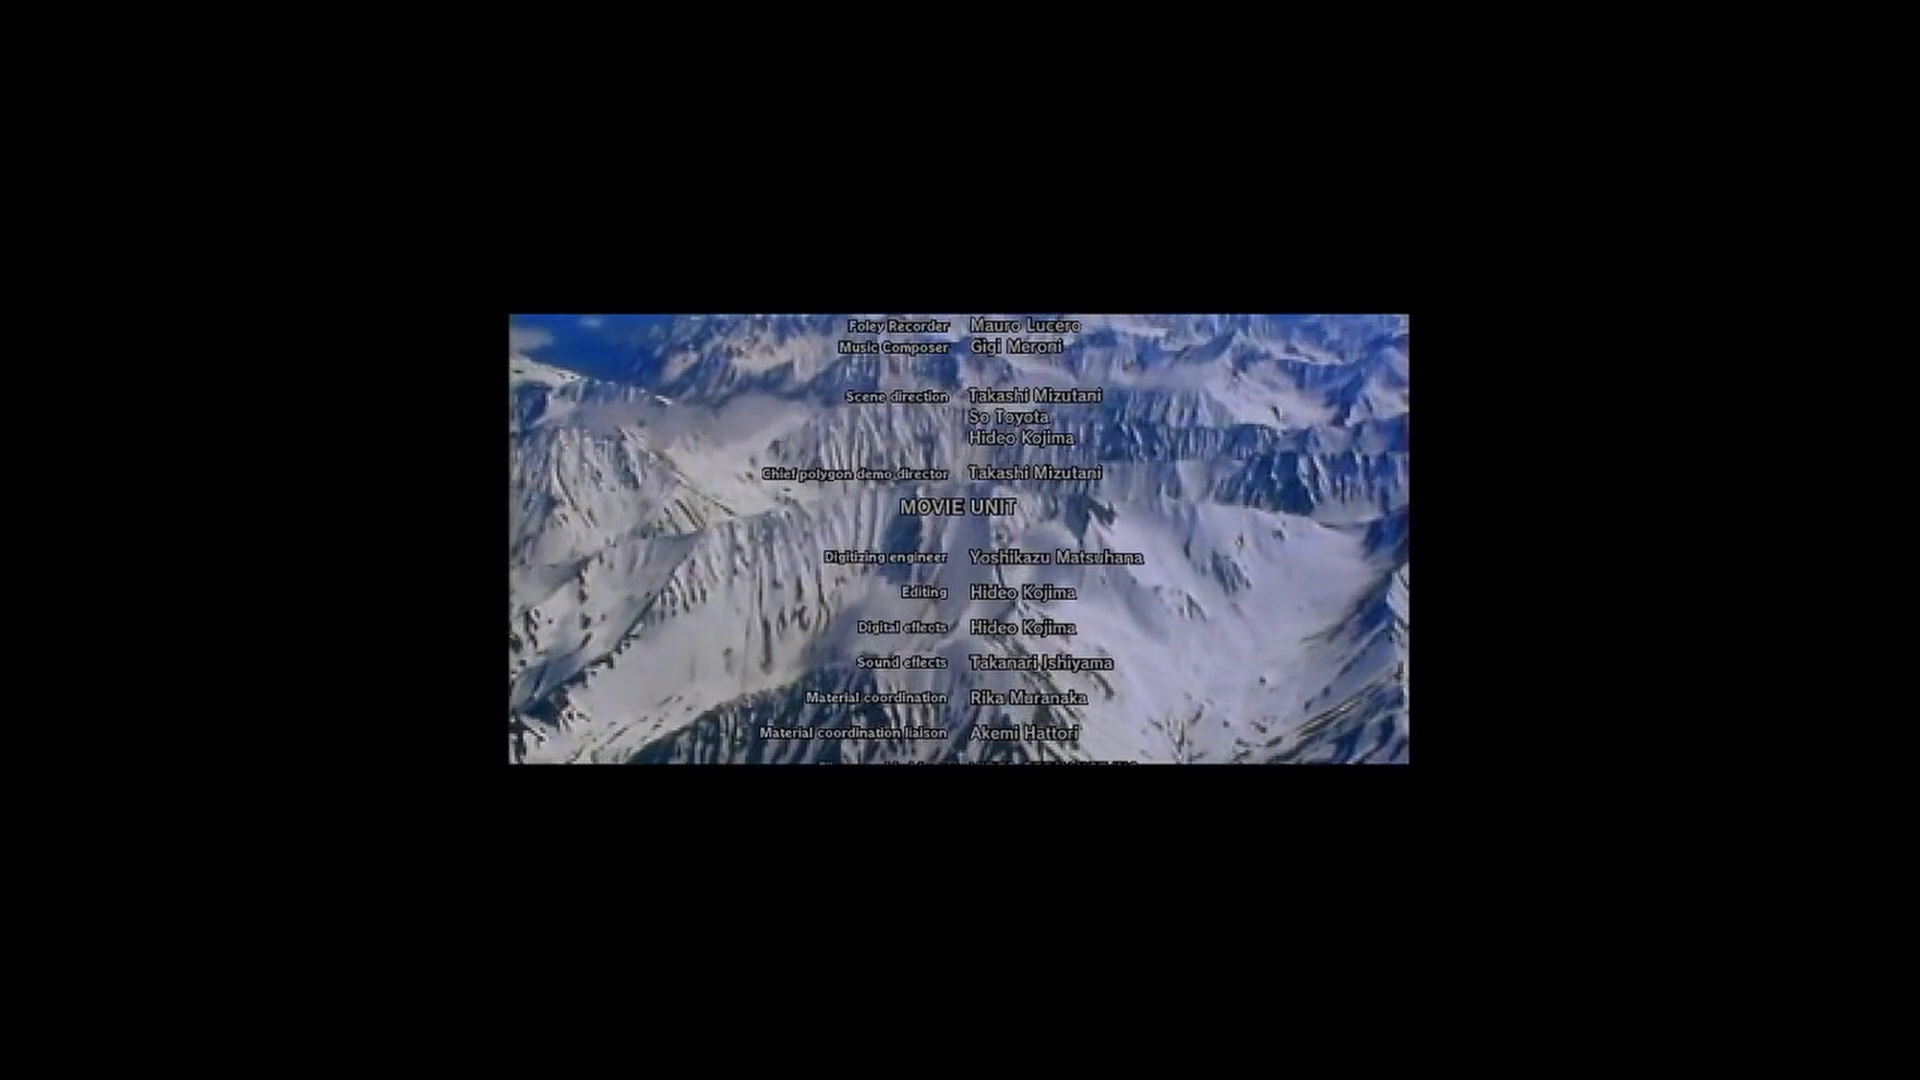 Foley Recorder Mauro Lucero
Music Composer Gigi Meroni
Scene direction Takashi Mizutani
So Toyota
Hideo Kojima
Chief polygon demo director Takashi Mizutani
MOVIE UNIT
Digitizing engineer Yoshikazu Matsuhana
Editing Hideo Kojima
Digital effects Hideo Kojima
Sound effects Takanari Ishiyama
Material coordination Rika Muranaka
Material coordination liaison Akemi Hattori